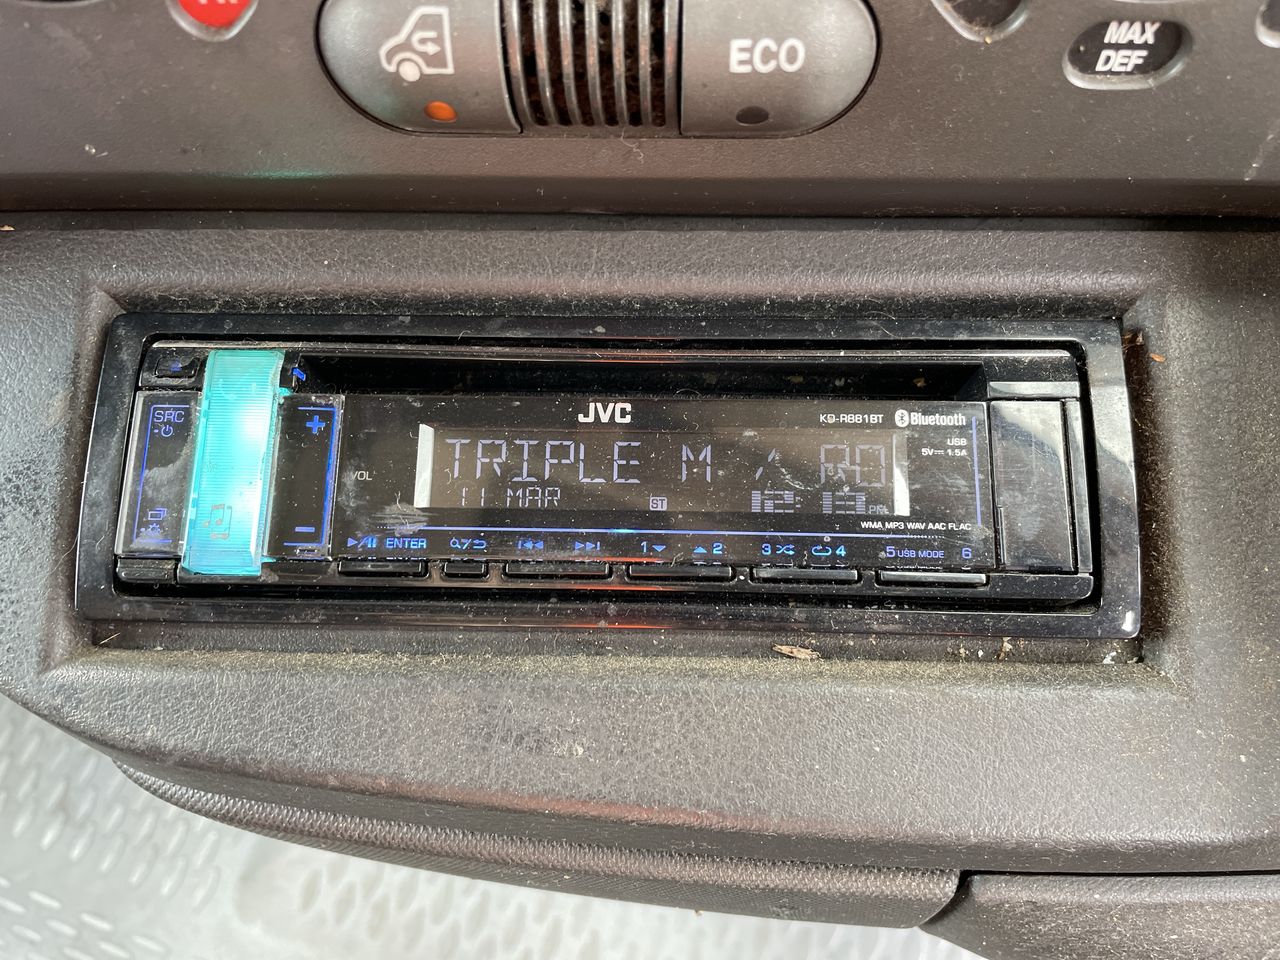 ECO
MAX
DEF
JVC
KD-R881BT
Bluetooth
SRC
USB
5V 1.5A
VOL
TRIPLE M / RO
11 MAR
ST
12:13
PM
WMA MP3 WAV AAC FLAC
ENTER
1
2
3
4
5 USB MODE 6